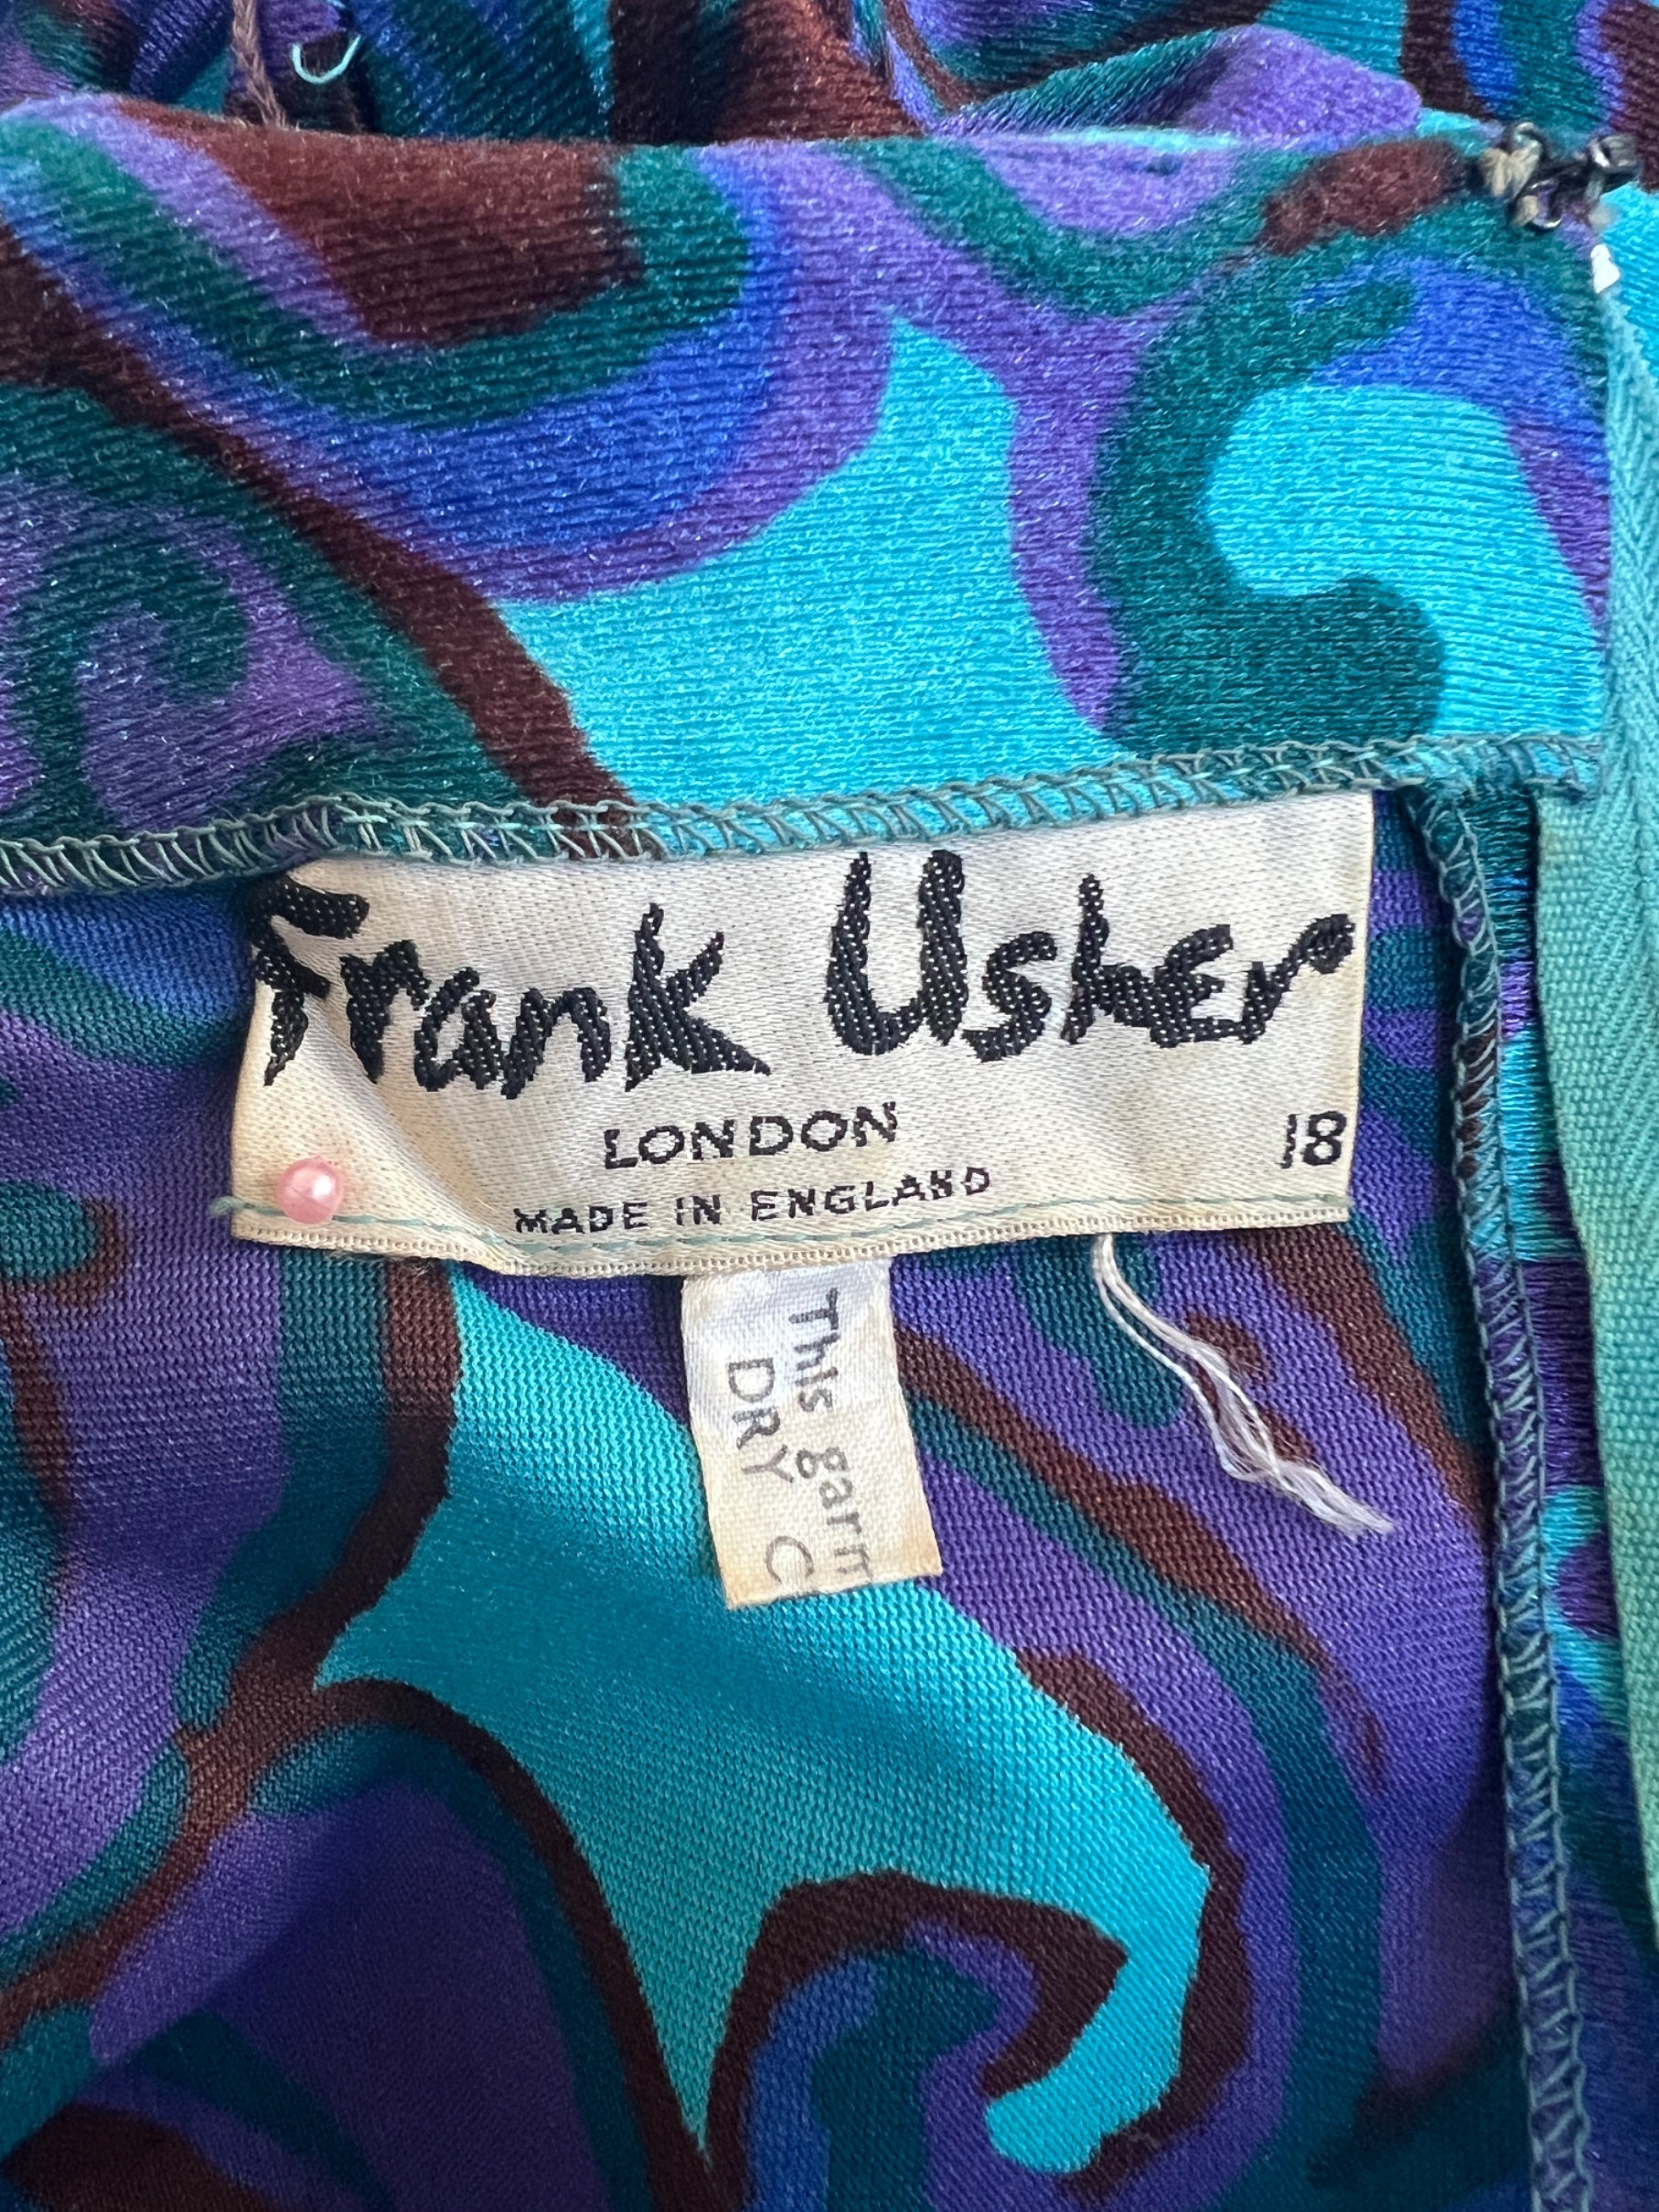 Frank Usher
LONDON
18
MADE IN ENGLAND
This garm
DRY C